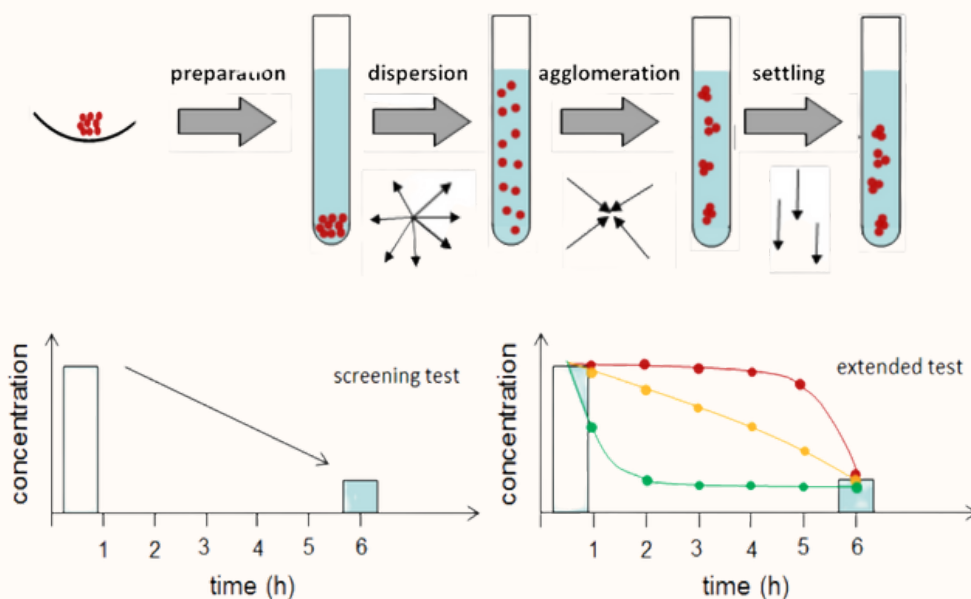 preparation
dispersion
agglomeration
settling
concentration
screening test
1 2 3 4 5 6
time (h)
concentration
extended test
1 2 3 4 5 6
time (h)